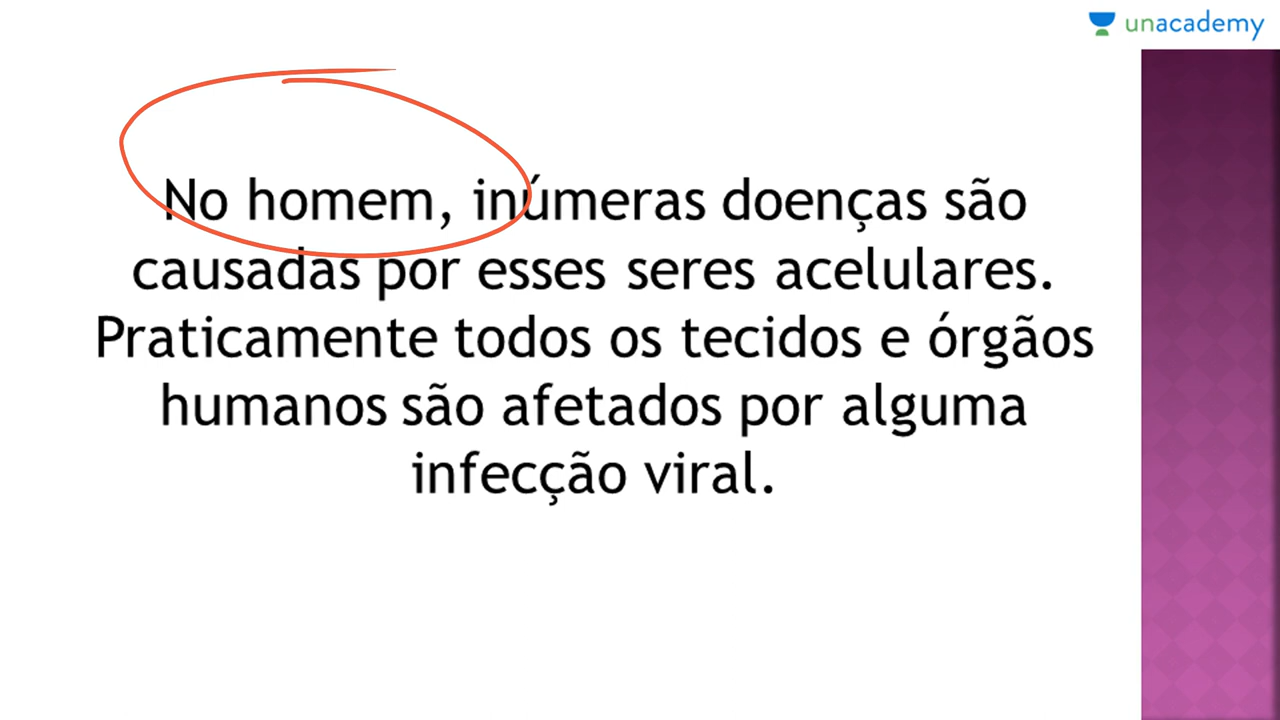 unacademy
No homem, inúmeras doenças são
causadas por esses seres acelulares.
Praticamente todos os tecidos e órgãos
humanos são afetados por alguma
infecção viral.